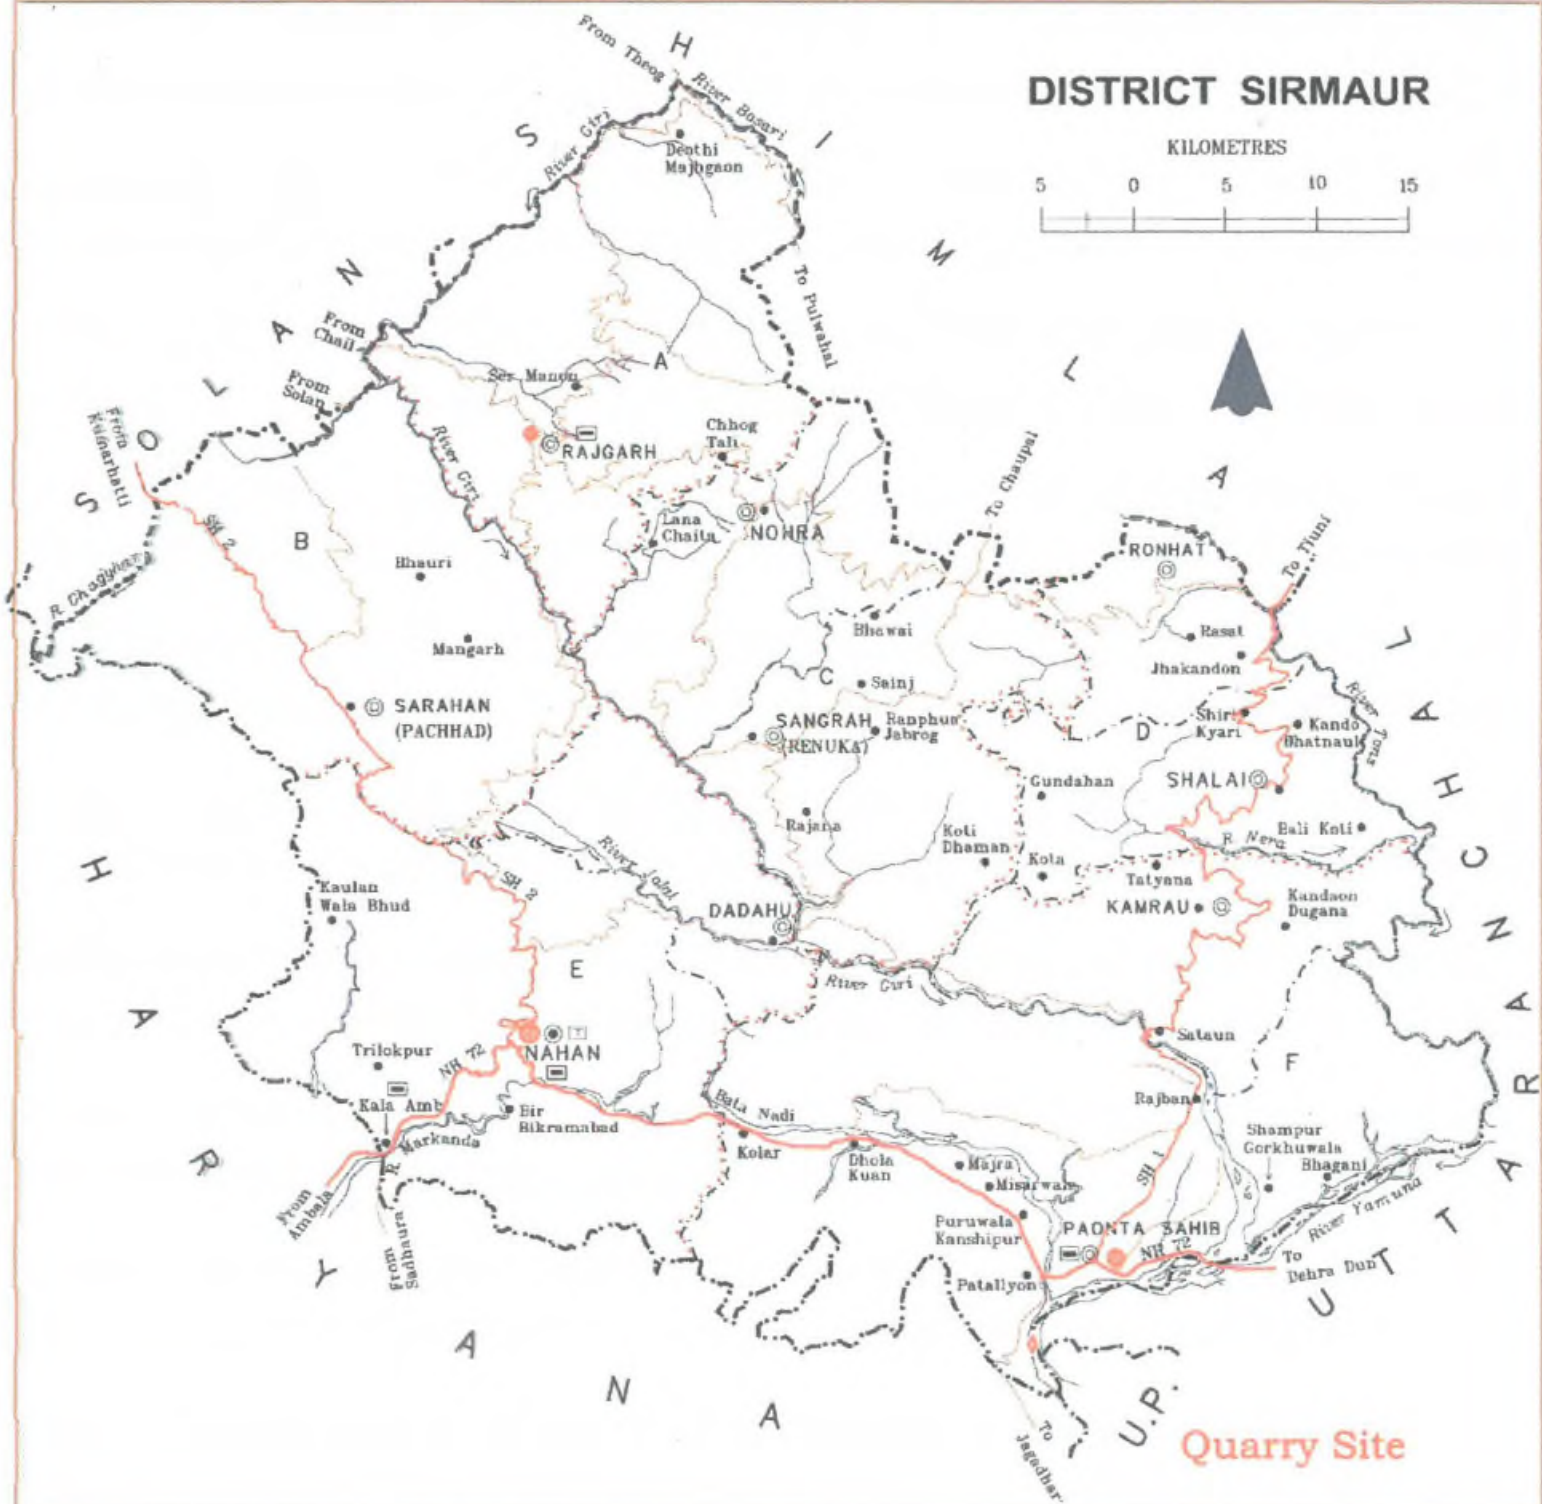 DISTRICT SIRMAUR
KILOMETRES
5 0 5 10 15
S H I M L A
S O L A N
H A R Y A N A
U T T A R A N C H A L
U.P.
From Theog
River Basari
River Giri
Deothi
Majhgaon
To Pulwahal
From
Chail
From
Solan
From
Kumarhatti
Ser Manon
A
RAJGARH
Chhog
Tali
River Giri
To Chaupal
SH 2
B
Lana
Chaita
NOHRA
RONHAT
To Tiuni
R. Ghagghar
Bhauri
Bhawai
Rasat
Jhakandon
Mangarh
C
Sainj
River Tons
SARAHAN
(PACHHAD)
SANGRAH
(RENUKA)
Ranphua
Jabrog
D
Shiri
Kyari
Kando
Bhatnaul
Gundahan
SHALAI
Rajana
River Jalal
Koti
Dhaman
R. Nera
Bali Koti
Kota
Tatyana
SH 2
Kaulan
Wala Bhud
DADAHU
KAMRAU
Kandaon
Dugana
E
River Giri
Sataun
Trilokpur
NH 72
NAHAN
T
F
Kala Amb
Bir
Bikramabad
Bata Nadi
Rajban
R. Markanda
Kolar
Dhola
Kuan
Majra
Misarwala
SH 1
Shampur
Gorkhuwala
Bhagani
From
Ambala
From
Sadhaura
Puruwala
Kanshipur
PAONTA SAHIB
NH 72
River Yamuna
Patallyon
To
Dehra Dun
To
Jagadhar
Quarry Site